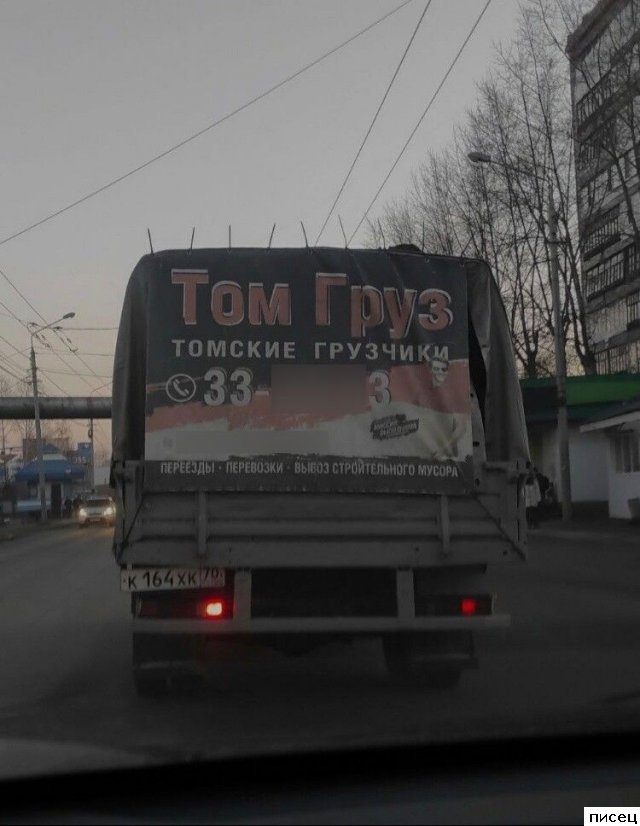 Том Груз
ТОМСКИЕ ГРУЗЧИКИ
33 3
ПЕРЕЕЗДЫ · ПЕРЕВОЗКИ · ВЫВОЗ СТРОИТЕЛЬНОГО МУСОРА
К 164 ХК 70
писец